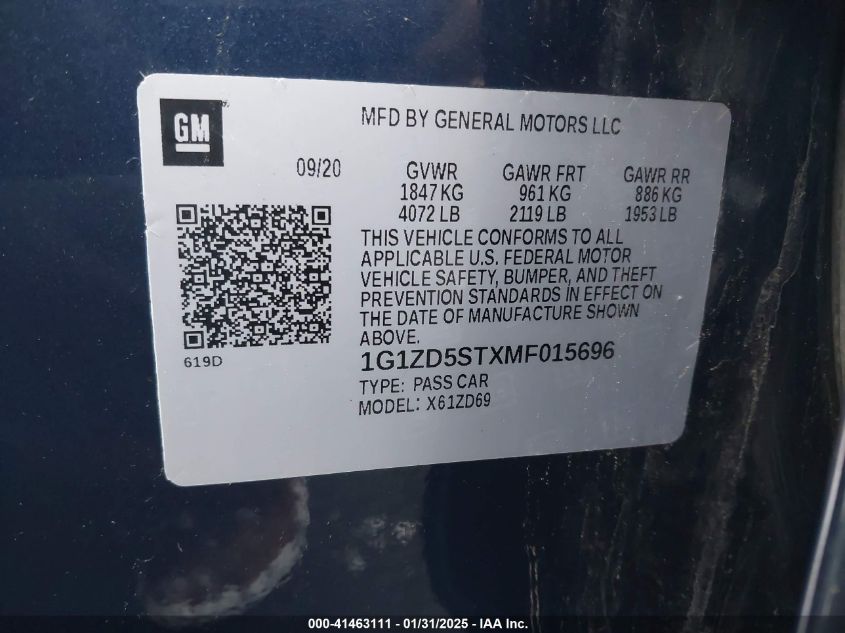 GM
MFD BY GENERAL MOTORS LLC
09/20
GVWR GAWR FRT GAWR RR
1847 KG 961 KG 886 KG
4072 LB 2119 LB 1953 LB
THIS VEHICLE CONFORMS TO ALL
APPLICABLE U.S. FEDERAL MOTOR
VEHICLE SAFETY, BUMPER, AND THEFT
PREVENTION STANDARDS IN EFFECT ON
THE DATE OF MANUFACTURE SHOWN
ABOVE.
619D
1G1ZD5STXMF015696
TYPE: PASS CAR
MODEL: X61ZD69
000-41463111 - 01/31/2025 - IAA Inc.